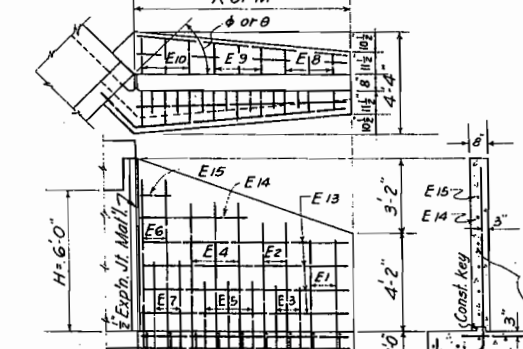 φ or θ
E10
E9
E8
10½"
11½"
8"
11½"
10½"
4'-4"
8"
E15
E14
E13
E6
E4
E2
E1
E7
E5
E3
H=6'-0"
½" Exp'n. Jt. Mat'l.
3'-2"
4'-2"
E15
E14
3"
Const. key
3"